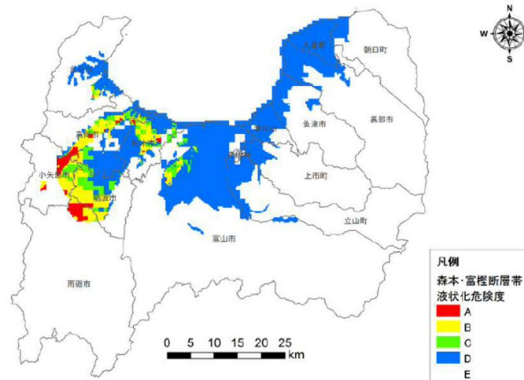 N
W
E
S
入善町
朝日町
黒部市
魚津市
上市町
立山町
富山市
小矢部市
南砺市
0 5 10 15 20 25
km
凡例
森本・富樫断層帯
液状化危険度
A
B
C
D
E